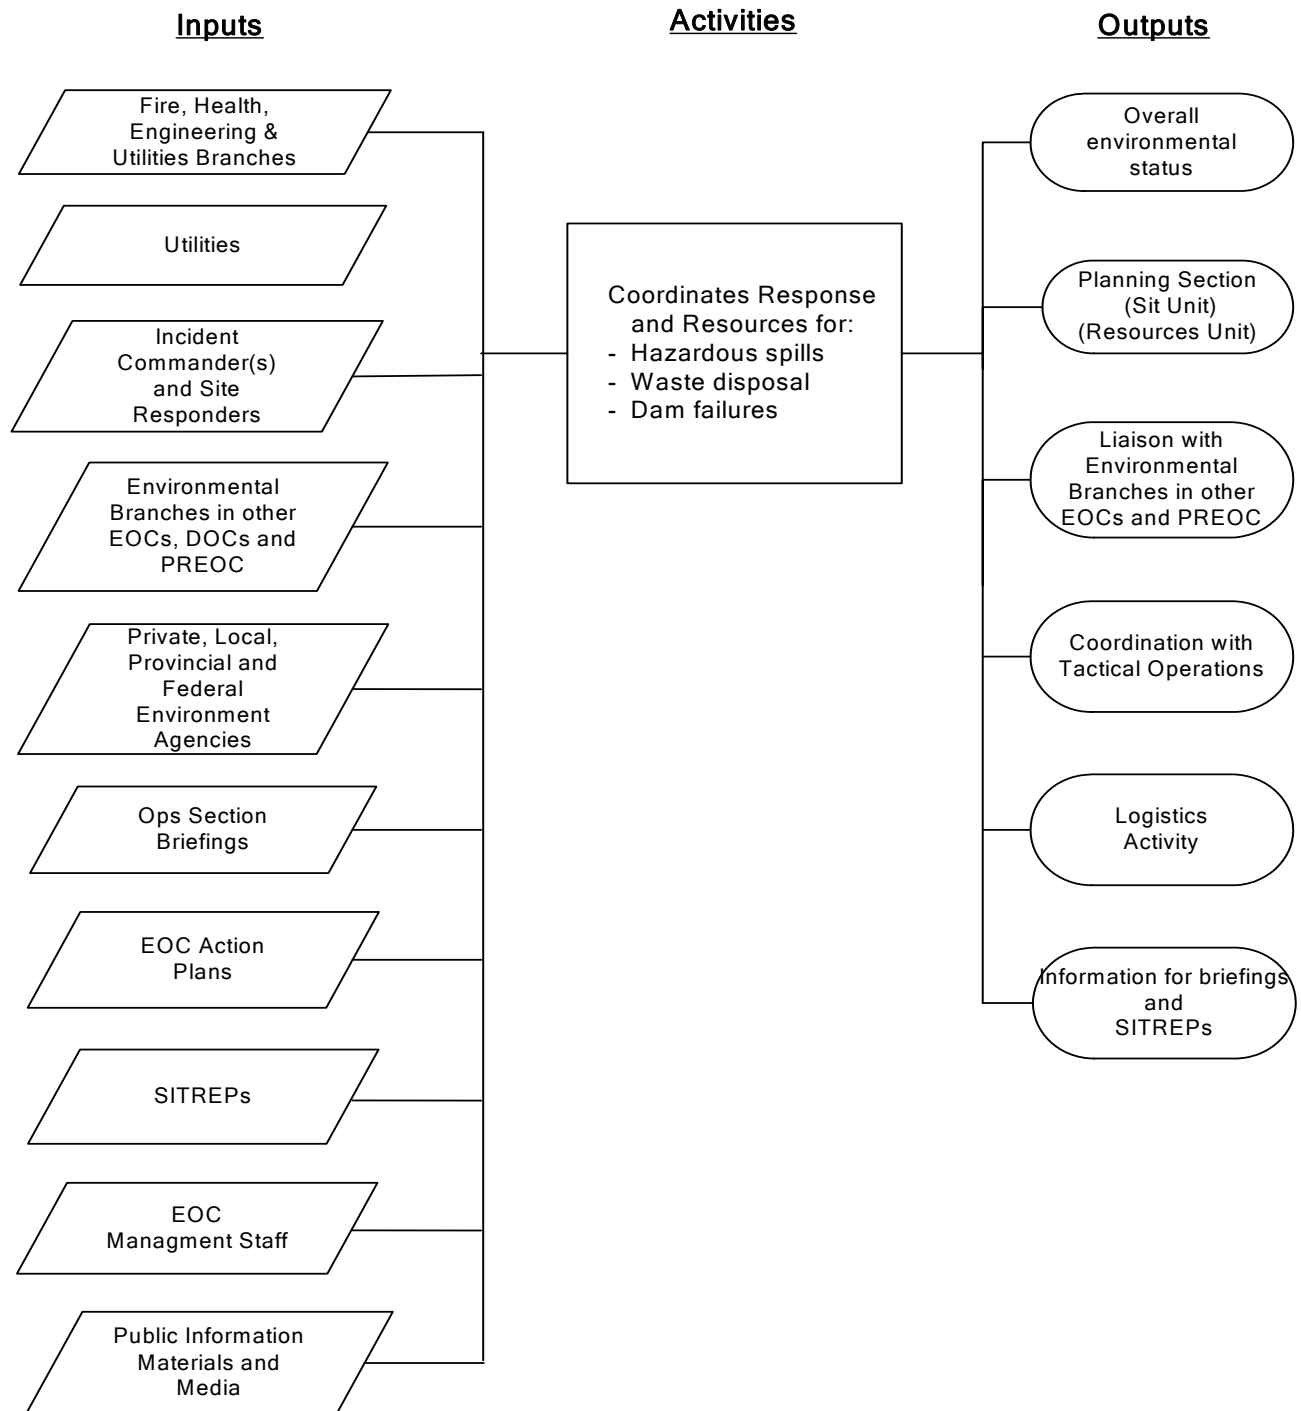 Inputs
Activities
Outputs
Fire, Health,
Engineering &
Utilities Branches
Utilities
Incident
Commander(s)
and Site
Responders
Environmental
Branches in other
EOCs, DOCs and
PREOC
Private, Local,
Provincial and
Federal
Environment
Agencies
Ops Section
Briefings
EOC Action
Plans
SITREPs
EOC
Managment Staff
Public Information
Materials and
Media
Coordinates Response
and Resources for:
- Hazardous spills
- Waste disposal
- Dam failures
Overall
environmental
status
Planning Section
(Sit Unit)
(Resources Unit)
Liaison with
Environmental
Branches in other
EOCs and PREOC
Coordination with
Tactical Operations
Logistics
Activity
Information for briefings
and
SITREPs